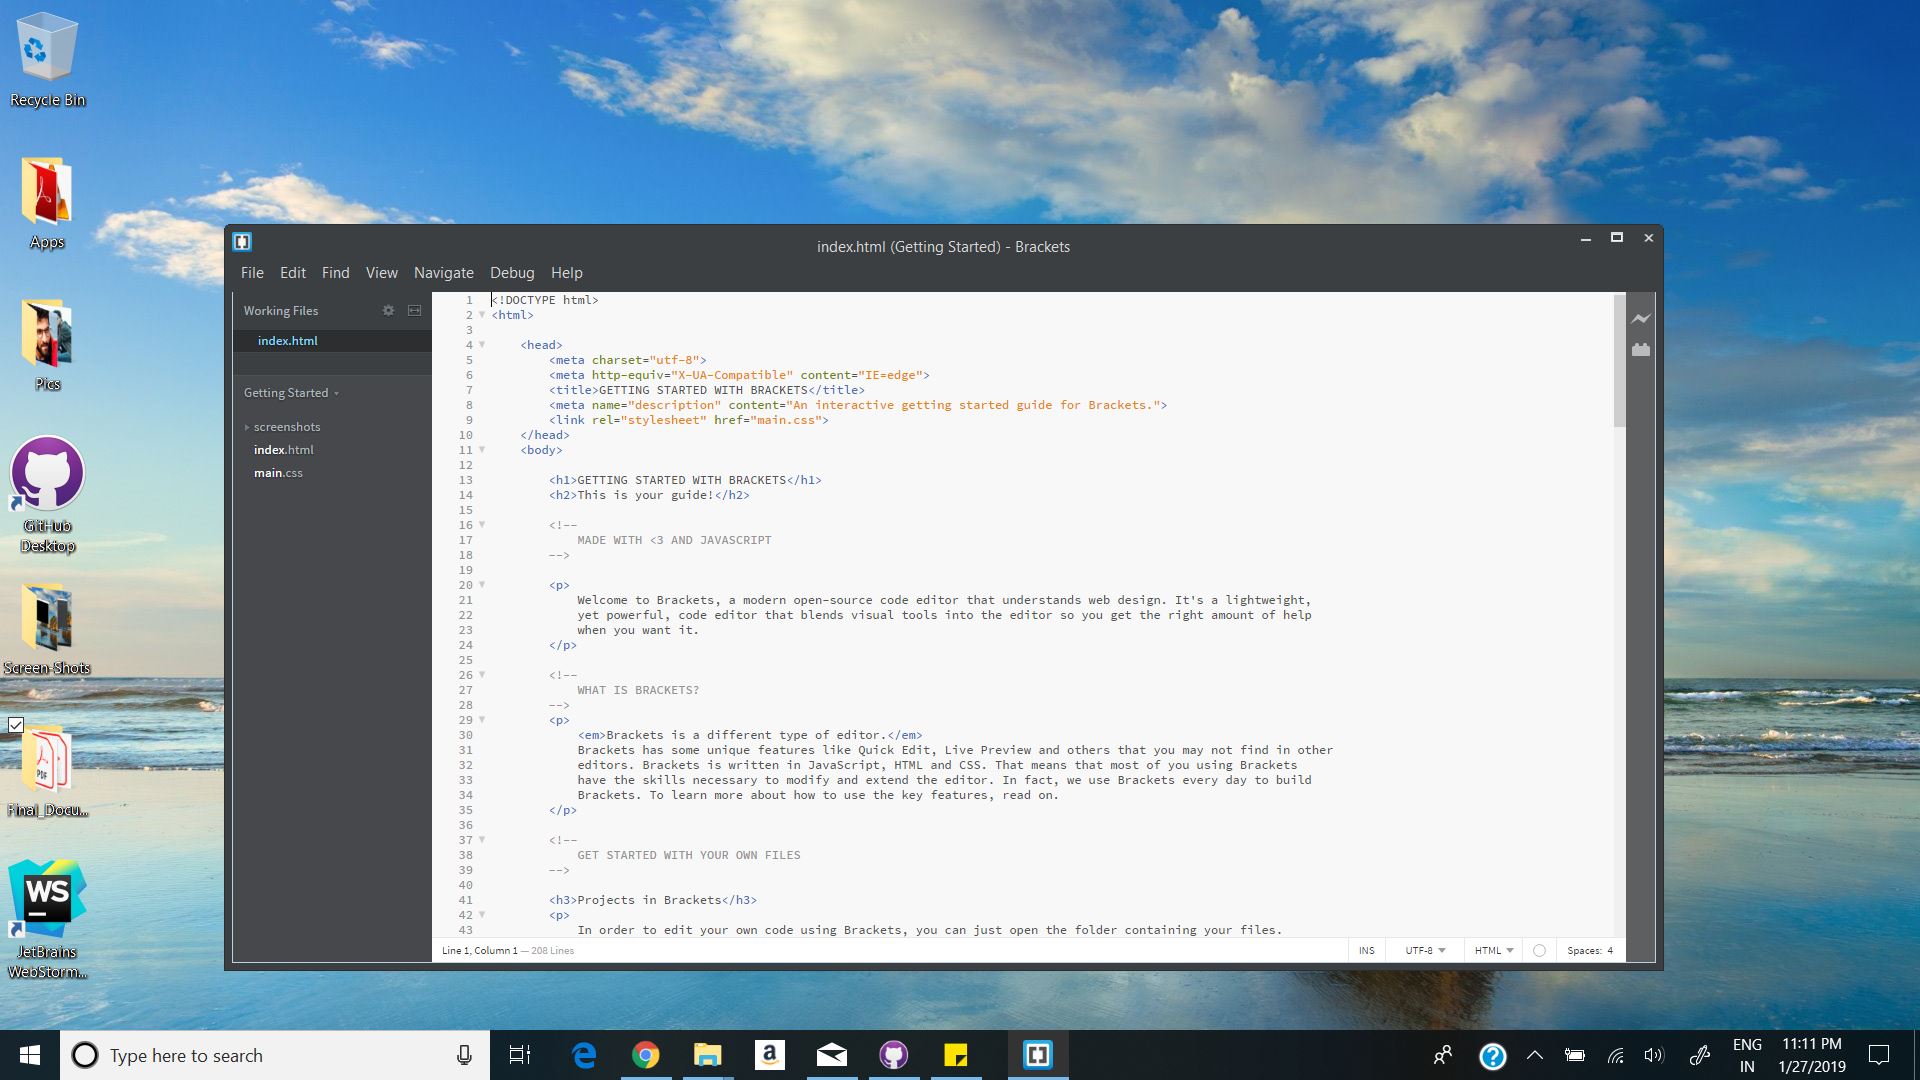 Recycle Bin
Apps
Pics
GitHub
Desktop
Screen-Shots
PDF
Final_Docu...
WS
JetBrains
WebStorm...
index.html (Getting Started) - Brackets
File Edit Find View Navigate Debug Help
Working Files
index.html
Getting Started
screenshots
index.html
main.css
1 <!DOCTYPE html>
2 <html>
3
4 <head>
5 <meta charset="utf-8">
6 <meta http-equiv="X-UA-Compatible" content="IE=edge">
7 <title>GETTING STARTED WITH BRACKETS</title>
8 <meta name="description" content="An interactive getting started guide for Brackets.">
9 <link rel="stylesheet" href="main.css">
10 </head>
11 <body>
12
13 <h1>GETTING STARTED WITH BRACKETS</h1>
14 <h2>This is your guide!</h2>
15
16 <!--
17 MADE WITH <3 AND JAVASCRIPT
18 -->
19
20 <p>
21 Welcome to Brackets, a modern open-source code editor that understands web design. It's a lightweight,
22 yet powerful, code editor that blends visual tools into the editor so you get the right amount of help
23 when you want it.
24 </p>
25
26 <!--
27 WHAT IS BRACKETS?
28 -->
29 <p>
30 <em>Brackets is a different type of editor.</em>
31 Brackets has some unique features like Quick Edit, Live Preview and others that you may not find in other
32 editors. Brackets is written in JavaScript, HTML and CSS. That means that most of you using Brackets
33 have the skills necessary to modify and extend the editor. In fact, we use Brackets every day to build
34 Brackets. To learn more about how to use the key features, read on.
35 </p>
36
37 <!--
38 GET STARTED WITH YOUR OWN FILES
39 -->
40
41 <h3>Projects in Brackets</h3>
42 <p>
43 In order to edit your own code using Brackets, you can just open the folder containing your files.
Line 1, Column 1 — 208 Lines
INS UTF-8 HTML Spaces: 4
Type here to search
ENG
IN
11:11 PM
1/27/2019